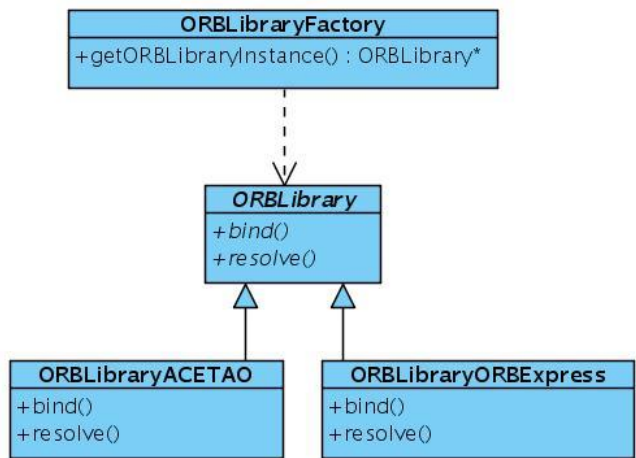 ORBLibraryFactory
+getORBLibraryInstance() : ORBLibrary*
ORBLibrary
+bind()
+resolve()
ORBLibraryACETAO
+bind()
+resolve()
ORBLibraryORBExpress
+bind()
+resolve()